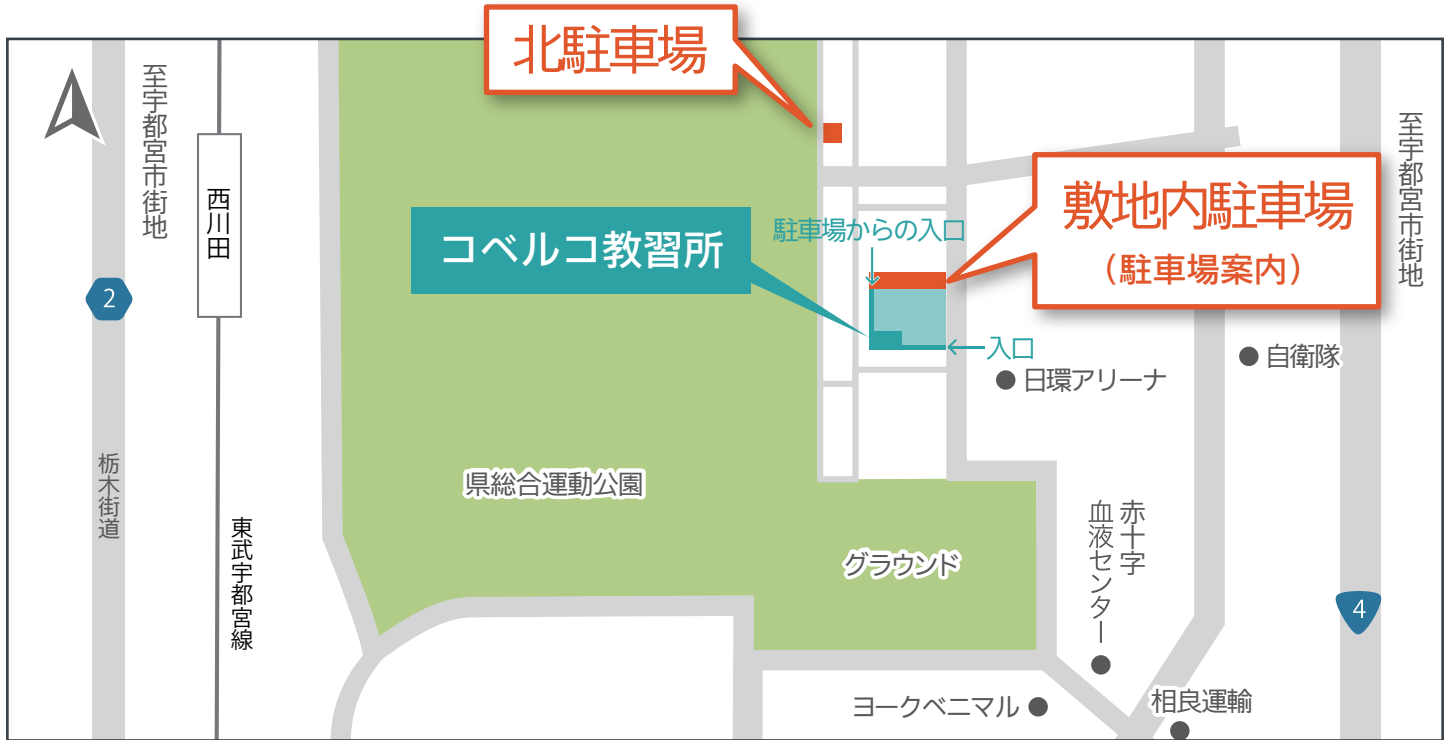 北駐車場
至宇都宮市街地
西川田
2
栃木街道
東武宇都宮線
コベルコ教習所
駐車場からの入口
敷地内駐車場
（駐車場案内）
至宇都宮市街地
入口
日環アリーナ
自衛隊
県総合運動公園
グラウンド
赤十字
血液センター
4
ヨークベニマル
相良運輸